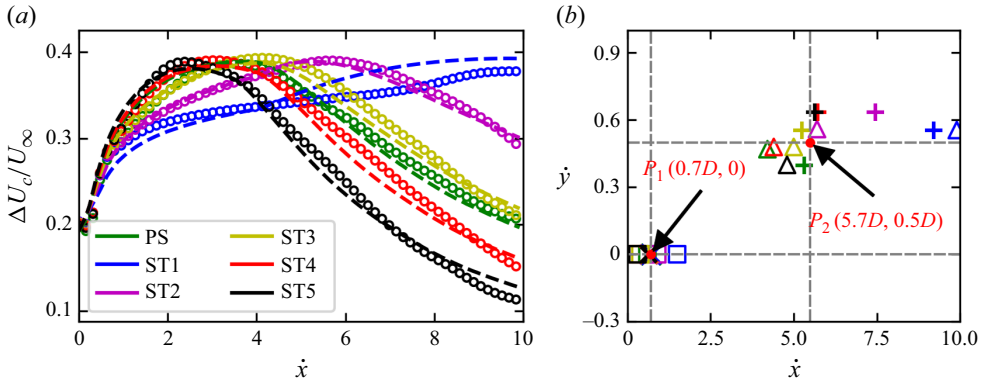 (a)
0.4
0.3
0.2
0.1
ΔU_c/U_∞
PS
ST1
ST2
ST3
ST4
ST5
0
2
4
6
8
10
ẋ
(b)
0.9
0.6
0.3
0
–0.3
ẏ
P_1 (0.7D, 0)
P_2 (5.7D, 0.5D)
0
2.5
5.0
7.5
10.0
ẋ